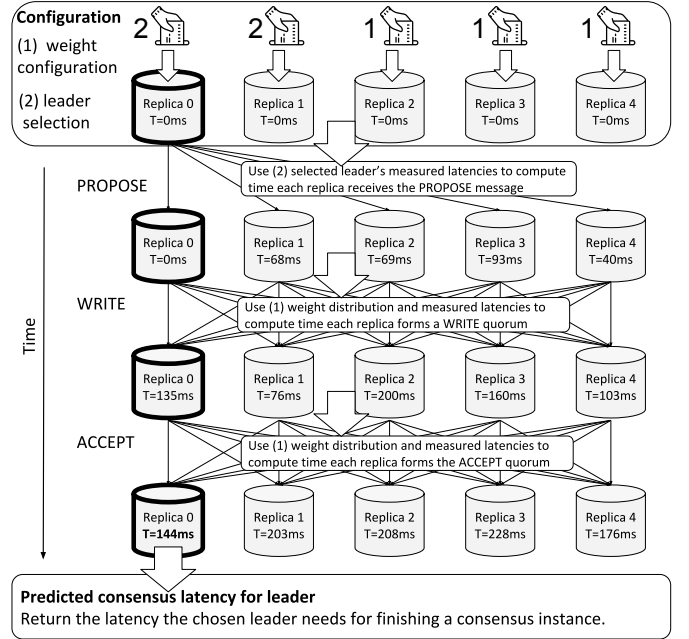 Configuration
(1) weight
configuration
(2) leader
selection
2
2
1
1
1
Replica 0
T=0ms
Replica 1
T=0ms
Replica 2
T=0ms
Replica 3
T=0ms
Replica 4
T=0ms
Use (2) selected leader's measured latencies to compute
time each replica receives the PROPOSE message
PROPOSE
Replica 0
T=0ms
Replica 1
T=68ms
Replica 2
T=69ms
Replica 3
T=93ms
Replica 4
T=40ms
WRITE
Use (1) weight distribution and measured latencies to
compute time each replica forms a WRITE quorum
Time
Replica 0
T=135ms
Replica 1
T=76ms
Replica 2
T=200ms
Replica 3
T=160ms
Replica 4
T=103ms
ACCEPT
Use (1) weight distribution and measured latencies to
compute time each replica forms the ACCEPT quorum
Replica 0
T=144ms
Replica 1
T=203ms
Replica 2
T=208ms
Replica 3
T=228ms
Replica 4
T=176ms
Predicted consensus latency for leader
Return the latency the chosen leader needs for finishing a consensus instance.